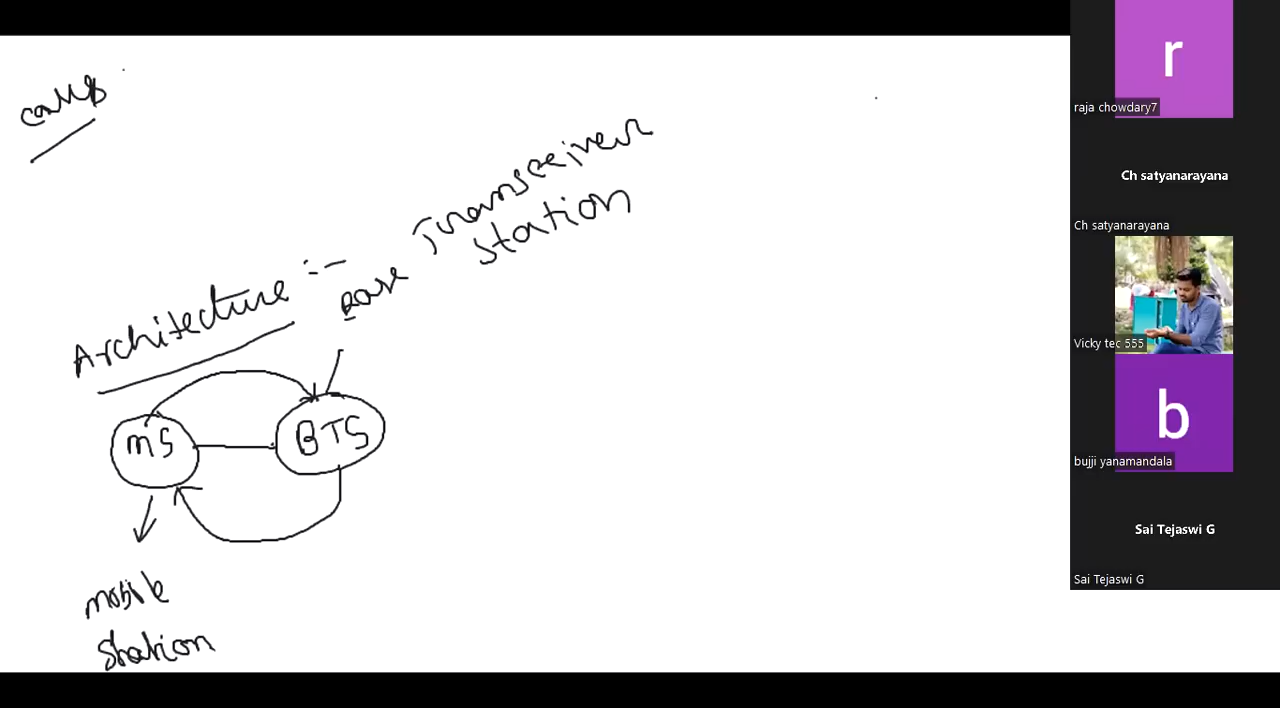 calls
Transceiver
station
Base
Architecture :-
MS
BTS
mobile
station
r
raja chowdary7
Ch satyanarayana
Ch satyanarayana
Vicky tec 555
b
bujji yanamandala
Sai Tejaswi G
Sai Tejaswi G